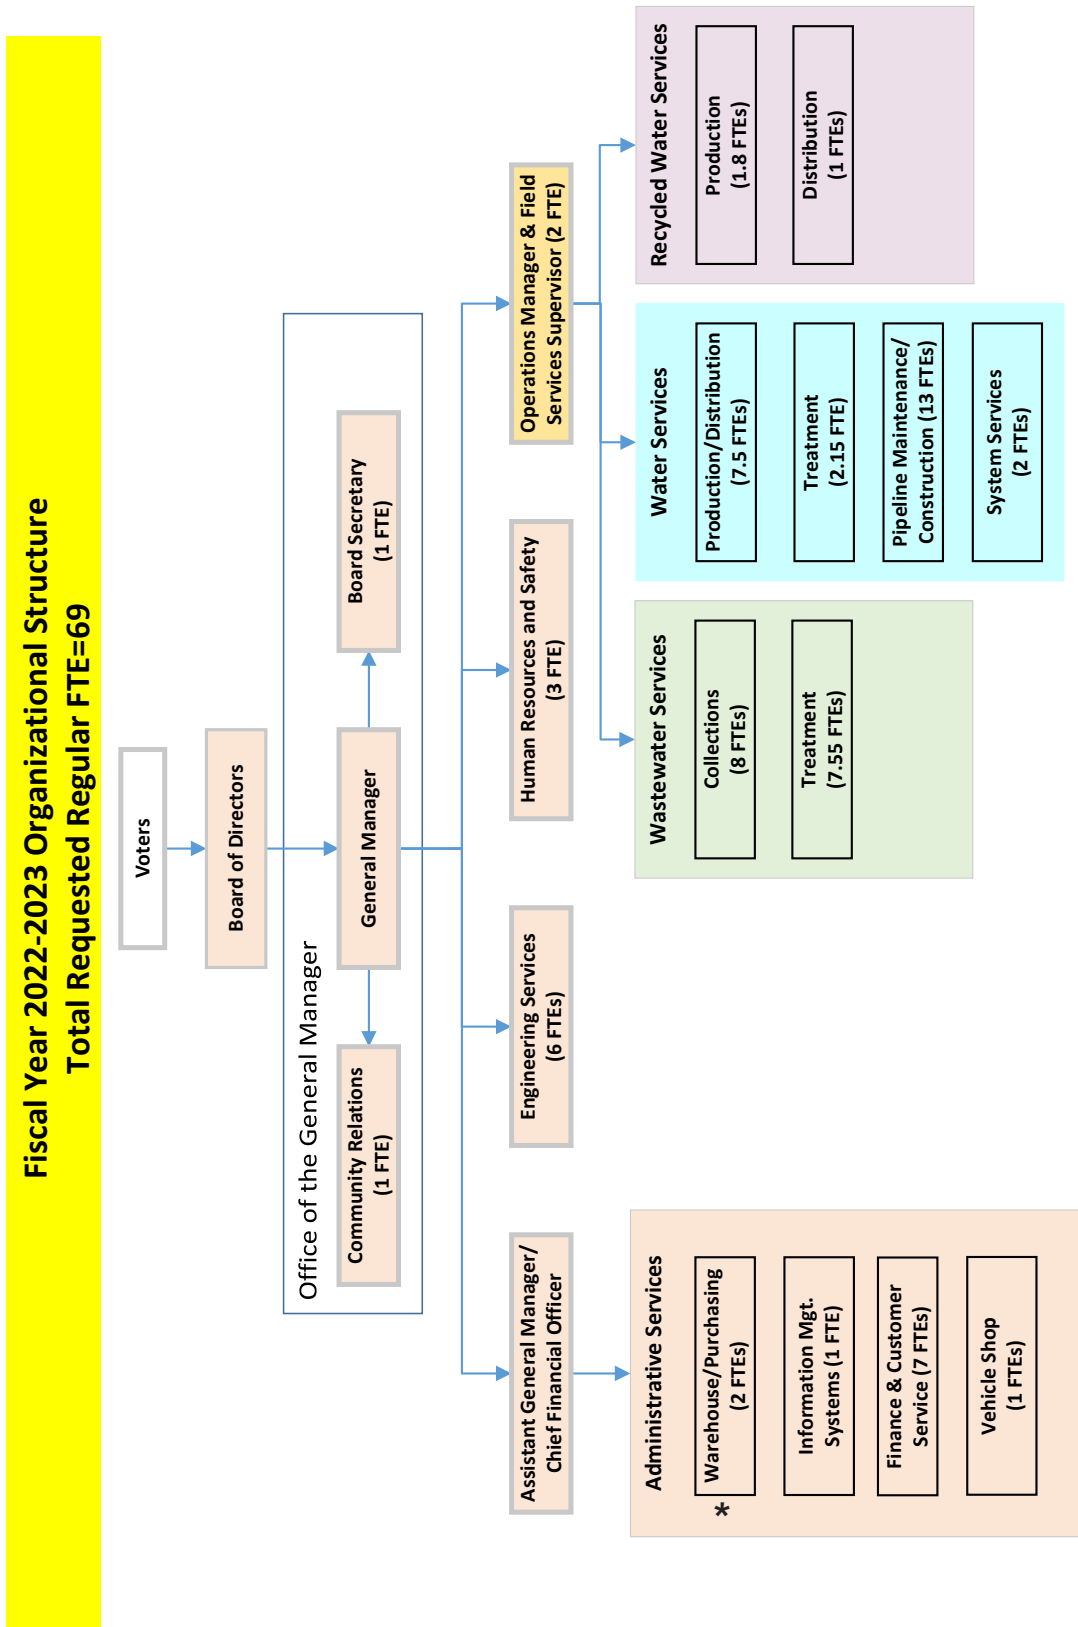 Fiscal Year 2022-2023 Organizational Structure
Total Requested Regular FTE=69
Voters
Board of Directors
Office of the General Manager
Community Relations
(1 FTE)
General Manager
Board Secretary
(1 FTE)
Assistant General Manager/
Chief Financial Officer
Engineering Services
(6 FTEs)
Human Resources and Safety
(3 FTE)
Operations Manager & Field
Services Supervisor (2 FTE)
Administrative Services
*
Warehouse/Purchasing
(2 FTEs)
Information Mgt.
Systems (1 FTE)
Finance & Customer
Service (7 FTEs)
Vehicle Shop
(1 FTEs)
Wastewater Services
Collections
(8 FTEs)
Treatment
(7.55 FTEs)
Water Services
Production/Distribution
(7.5 FTEs)
Treatment
(2.15 FTE)
Pipeline Maintenance/
Construction (13 FTEs)
System Services
(2 FTEs)
Recycled Water Services
Production
(1.8 FTEs)
Distribution
(1 FTEs)